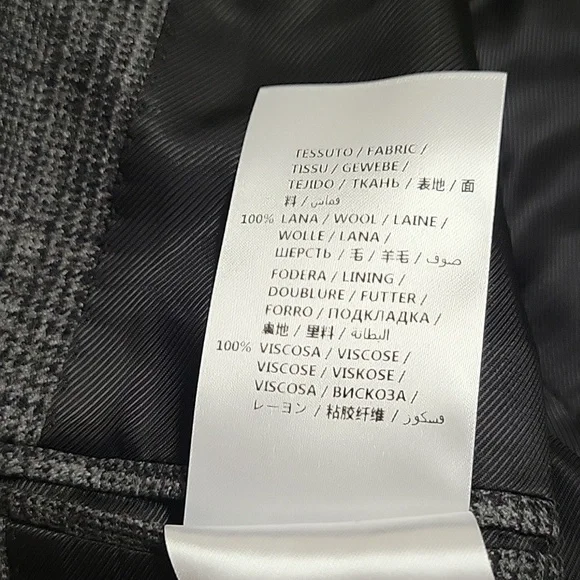 TESSUTO / FABRIC /
TISSU / GEWEBE /
TEJIDO / ТКАНЬ / 表地 / 面
料 / قماش
100% LANA / WOOL / LAINE /
WOLLE / LANA /
ШЕРСТЬ / 毛 / 羊毛 / صوف
FODERA / LINING /
DOUBLURE / FUTTER /
FORRO / ПОДКЛАДКА /
裏地 / 里料 / البطانة
100% VISCOSA / VISCOSE /
VISCOSE / VISKOSE /
VISCOSA / ВИСКОЗА /
レーヨン / 粘胶纤维 / فسكوز